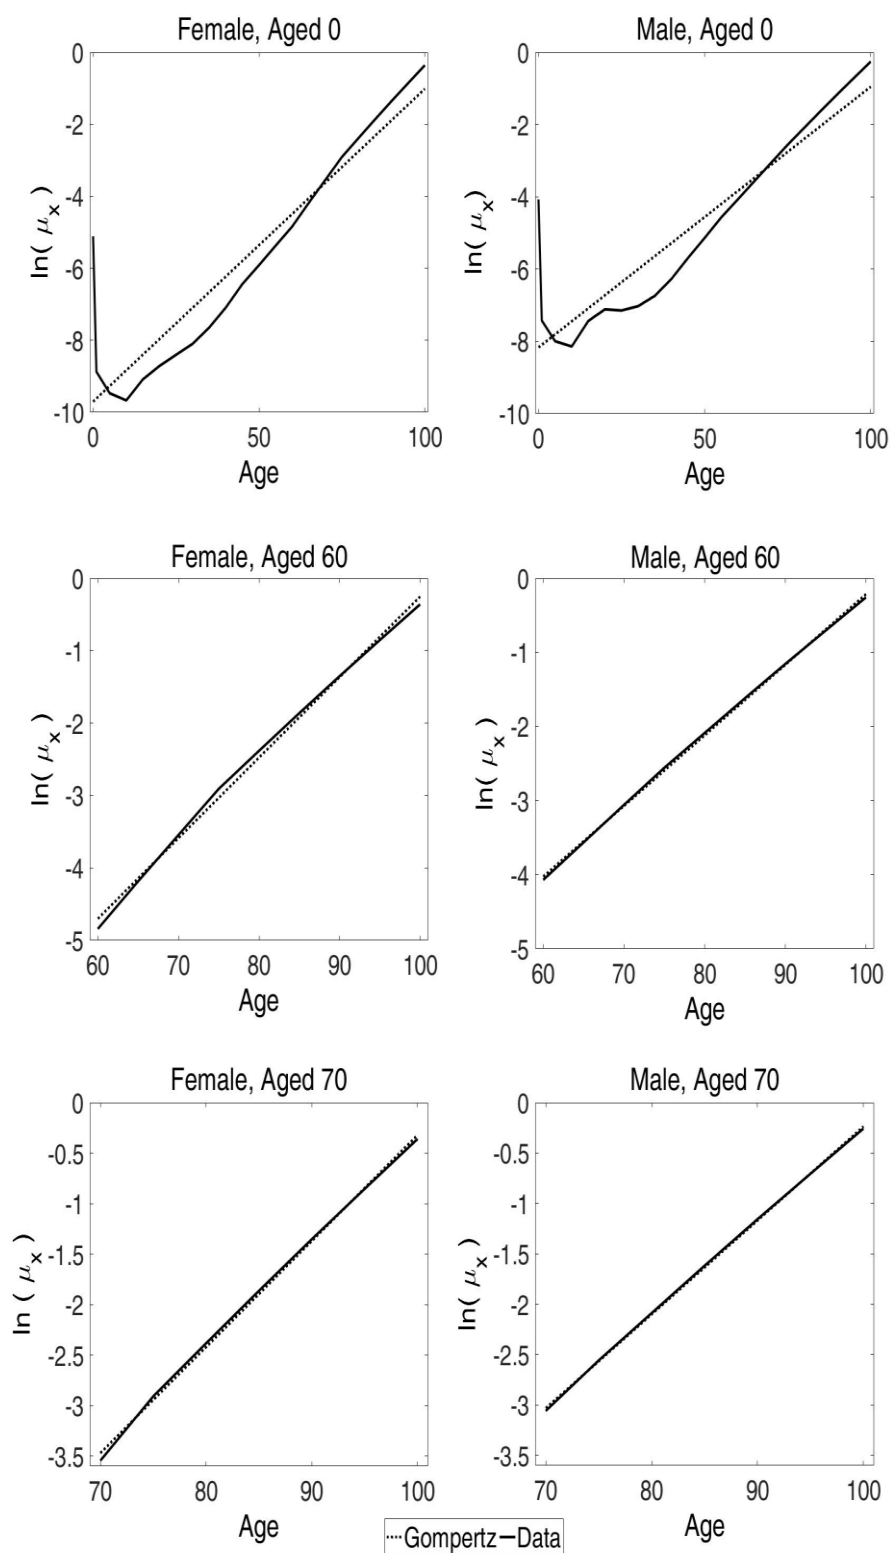 Female, Aged 0
0
-2
-4
-6
-8
-10
ln( μx )
0 50 100
Age
Male, Aged 0
0
-2
-4
-6
-8
-10
ln( μx)
0 50 100
Age
Female, Aged 60
0
-1
-2
-3
-4
-5
ln( μx )
60 70 80 90 100
Age
Male, Aged 60
0
-1
-2
-3
-4
-5
ln( μx )
60 70 80 90 100
Age
Female, Aged 70
0
-0.5
-1
-1.5
-2
-2.5
-3
-3.5
ln ( μx )
70 80 90 100
Age
Male, Aged 70
0
-0.5
-1
-1.5
-2
-2.5
-3
-3.5
ln( μx )
70 80 90 100
Age
Gompertz Data